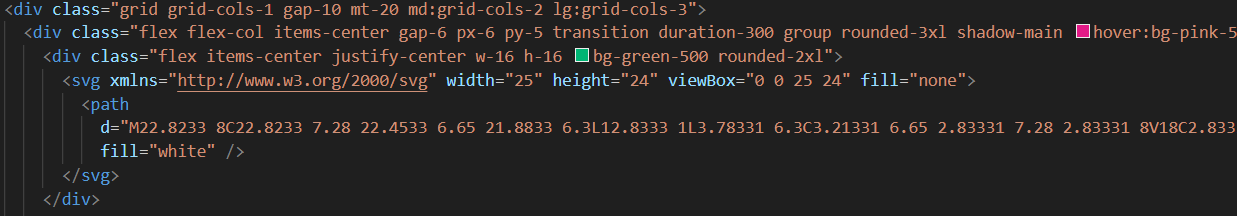 <div class="grid grid-cols-1 gap-10 mt-20 md:grid-cols-2 lg:grid-cols-3">
<div class="flex flex-col items-center gap-6 px-6 py-5 transition duration-300 group rounded-3xl shadow-main hover:bg-pink-5
<div class="flex items-center justify-center w-16 h-16 bg-green-500 rounded-2xl">
<svg xmlns="http://www.w3.org/2000/svg" width="25" height="24" viewBox="0 0 25 24" fill="none">
<path
d="M22.8233 8C22.8233 7.28 22.4533 6.65 21.8833 6.3L12.8333 1L3.78331 6.3C3.21331 6.65 2.83331 7.28 2.83331 8V18C2.833
fill="white" />
</svg>
</div>